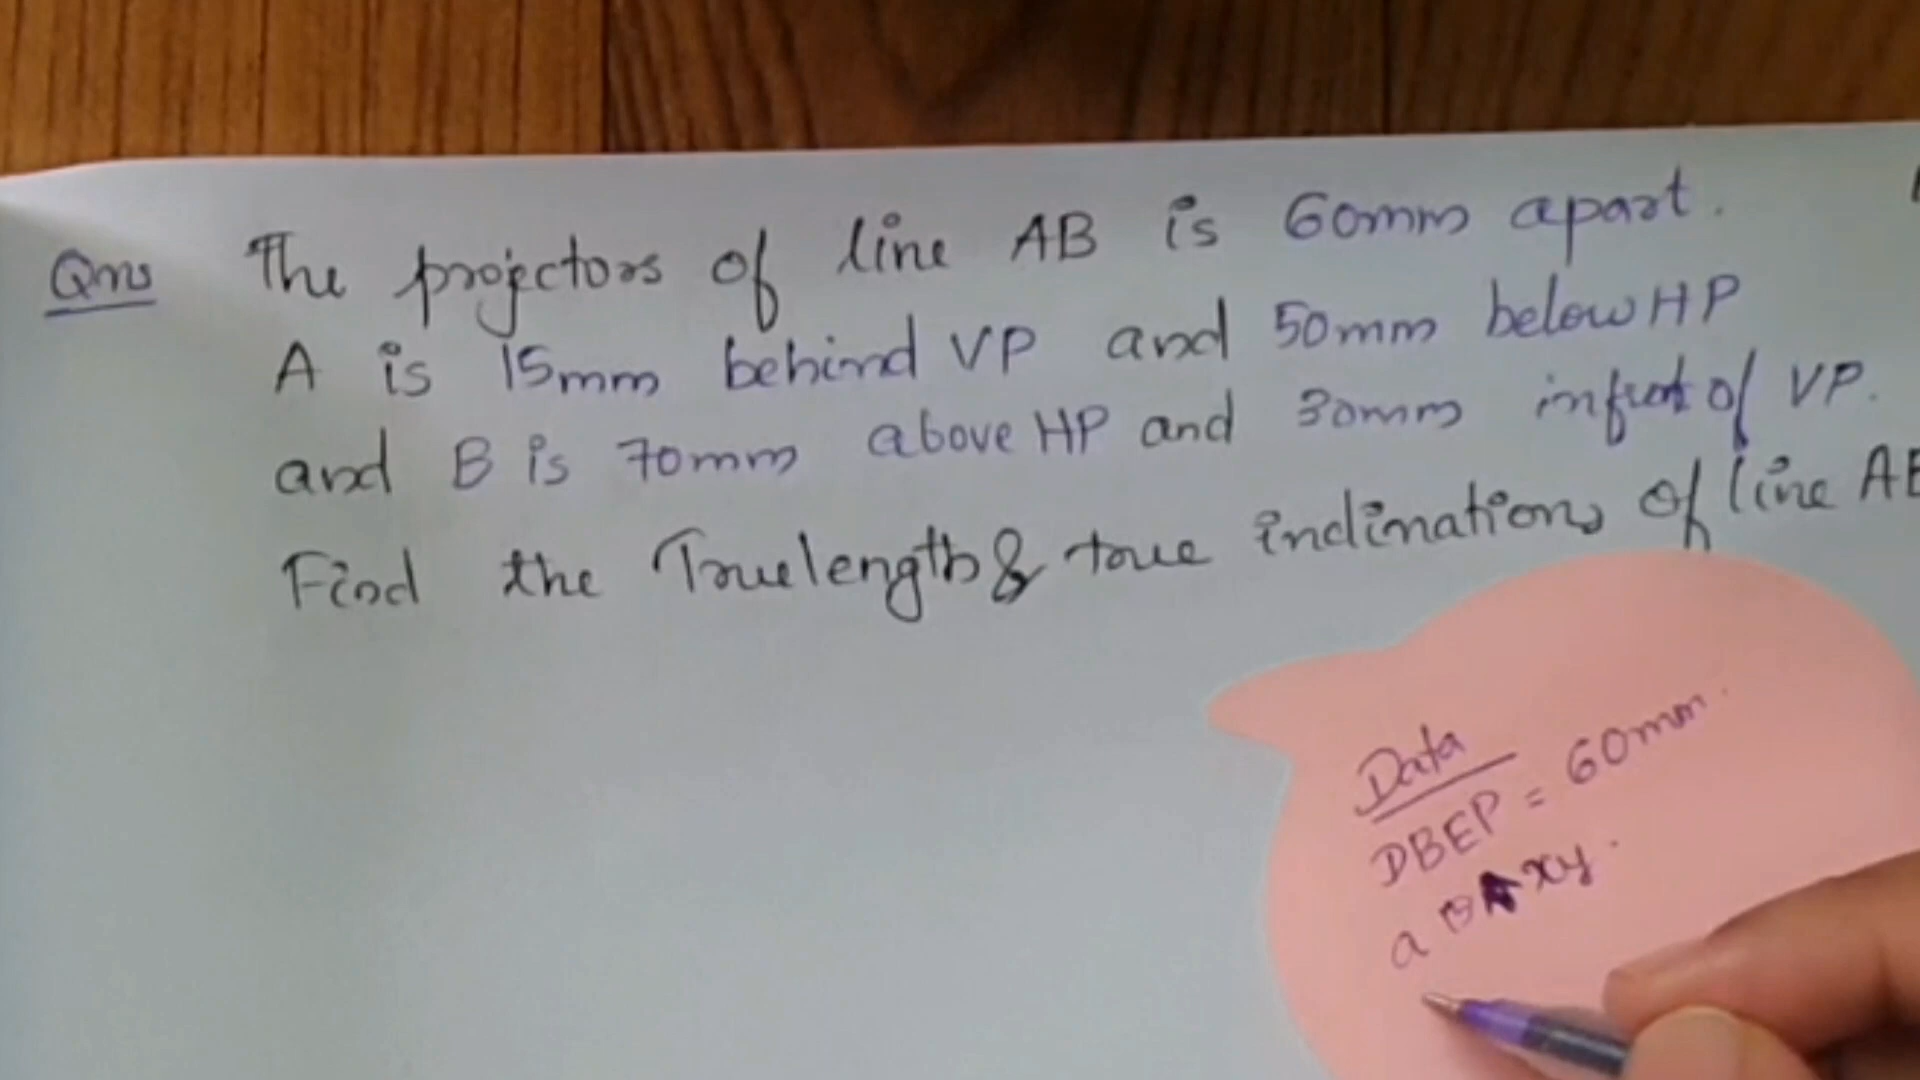 Qns The projectors of line AB is 60mm apart.
A is 15mm behind VP and 50mm below HP
and B is 70mm above HP and 30mm infront of VP.
Find the True length & true inclinations of line AB
Data
DBEP = 60mm.
a xy.